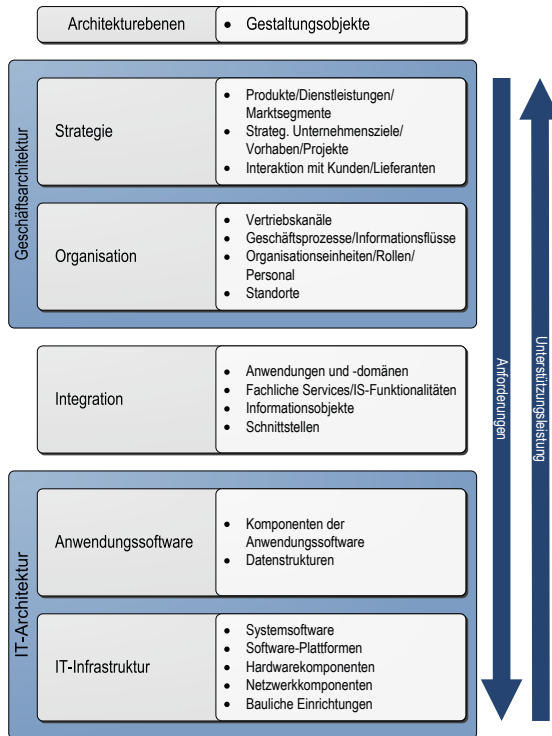 Architekturebenen
• Gestaltungsobjekte
Geschäftsarchitektur
Strategie
• Produkte/Dienstleistungen/
Marktsegmente
• Strateg. Unternehmensziele/
Vorhaben/Projekte
• Interaktion mit Kunden/Lieferanten
Organisation
• Vertriebskanäle
• Geschäftsprozesse/Informationsflüsse
• Organisationseinheiten/Rollen/
Personal
• Standorte
Integration
• Anwendungen und -domänen
• Fachliche Services/IS-Funktionalitäten
• Informationsobjekte
• Schnittstellen
IT-Architektur
Anwendungssoftware
• Komponenten der
Anwendungssoftware
• Datenstrukturen
IT-Infrastruktur
• Systemsoftware
• Software-Plattformen
• Hardwarekomponenten
• Netzwerkkomponenten
• Bauliche Einrichtungen
Anforderungen
Unterstützungsleistung